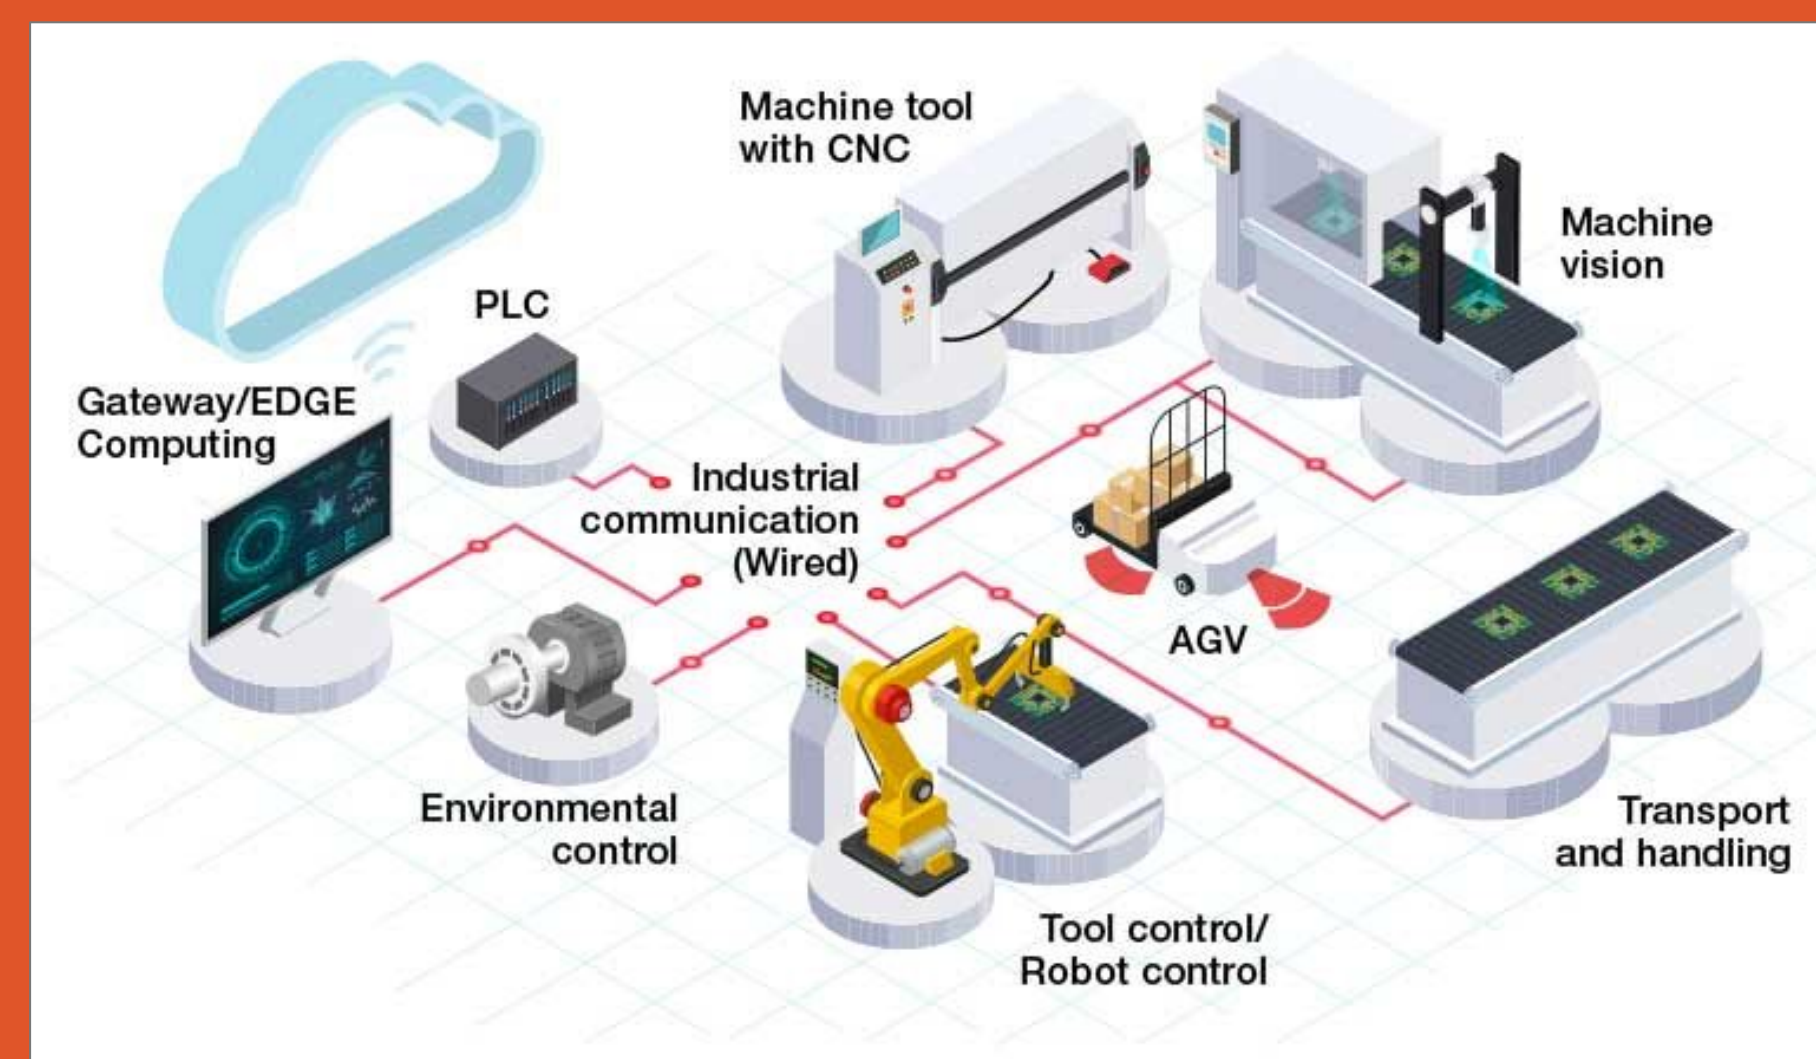 Machine tool
with CNC
Machine
vision
PLC
Gateway/EDGE
Computing
Industrial
communication
(Wired)
AGV
Environmental
control
Transport
and handling
Tool control/
Robot control